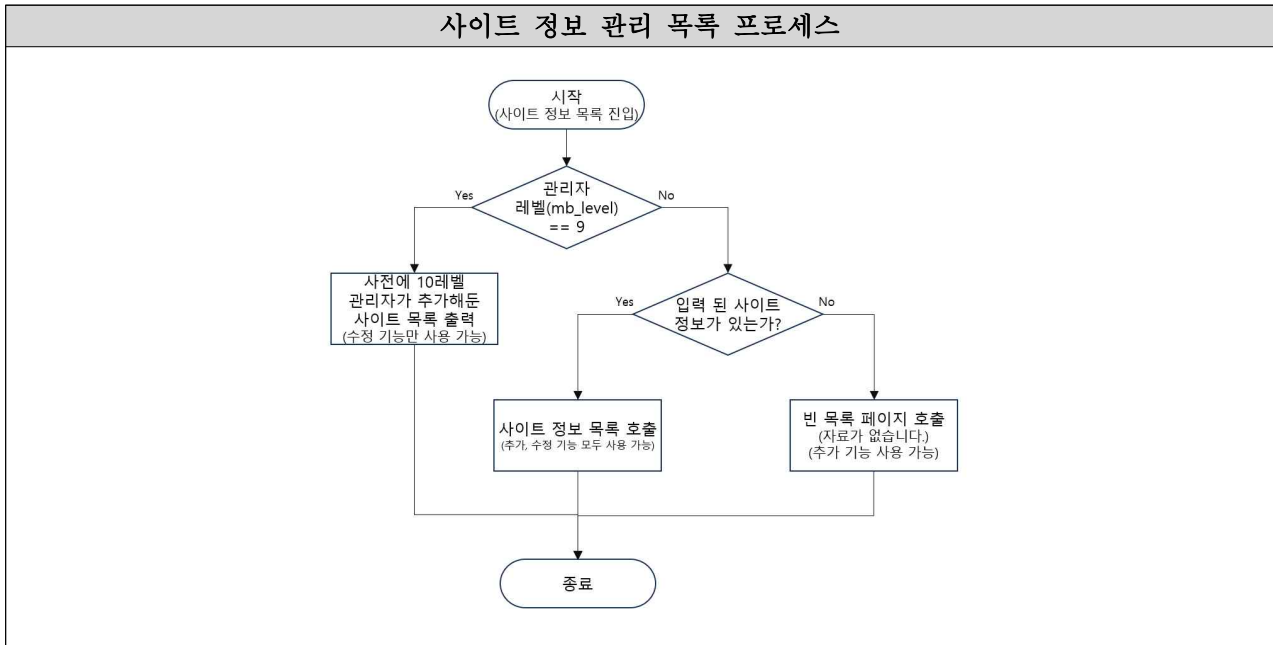 사이트 정보 관리 목록 프로세스
시작
(사이트 정보 목록 진입)
관리자
레벨(mb_level)
== 9
Yes
No
사전에 10레벨
관리자가 추가해둔
사이트 목록 출력
(수정 기능만 사용 가능)
입력 된 사이트
정보가 있는가?
Yes
No
사이트 정보 목록 호출
(추가, 수정 기능 모두 사용 가능)
빈 목록 페이지 호출
(자료가 없습니다.)
(추가 기능 사용 가능)
종료